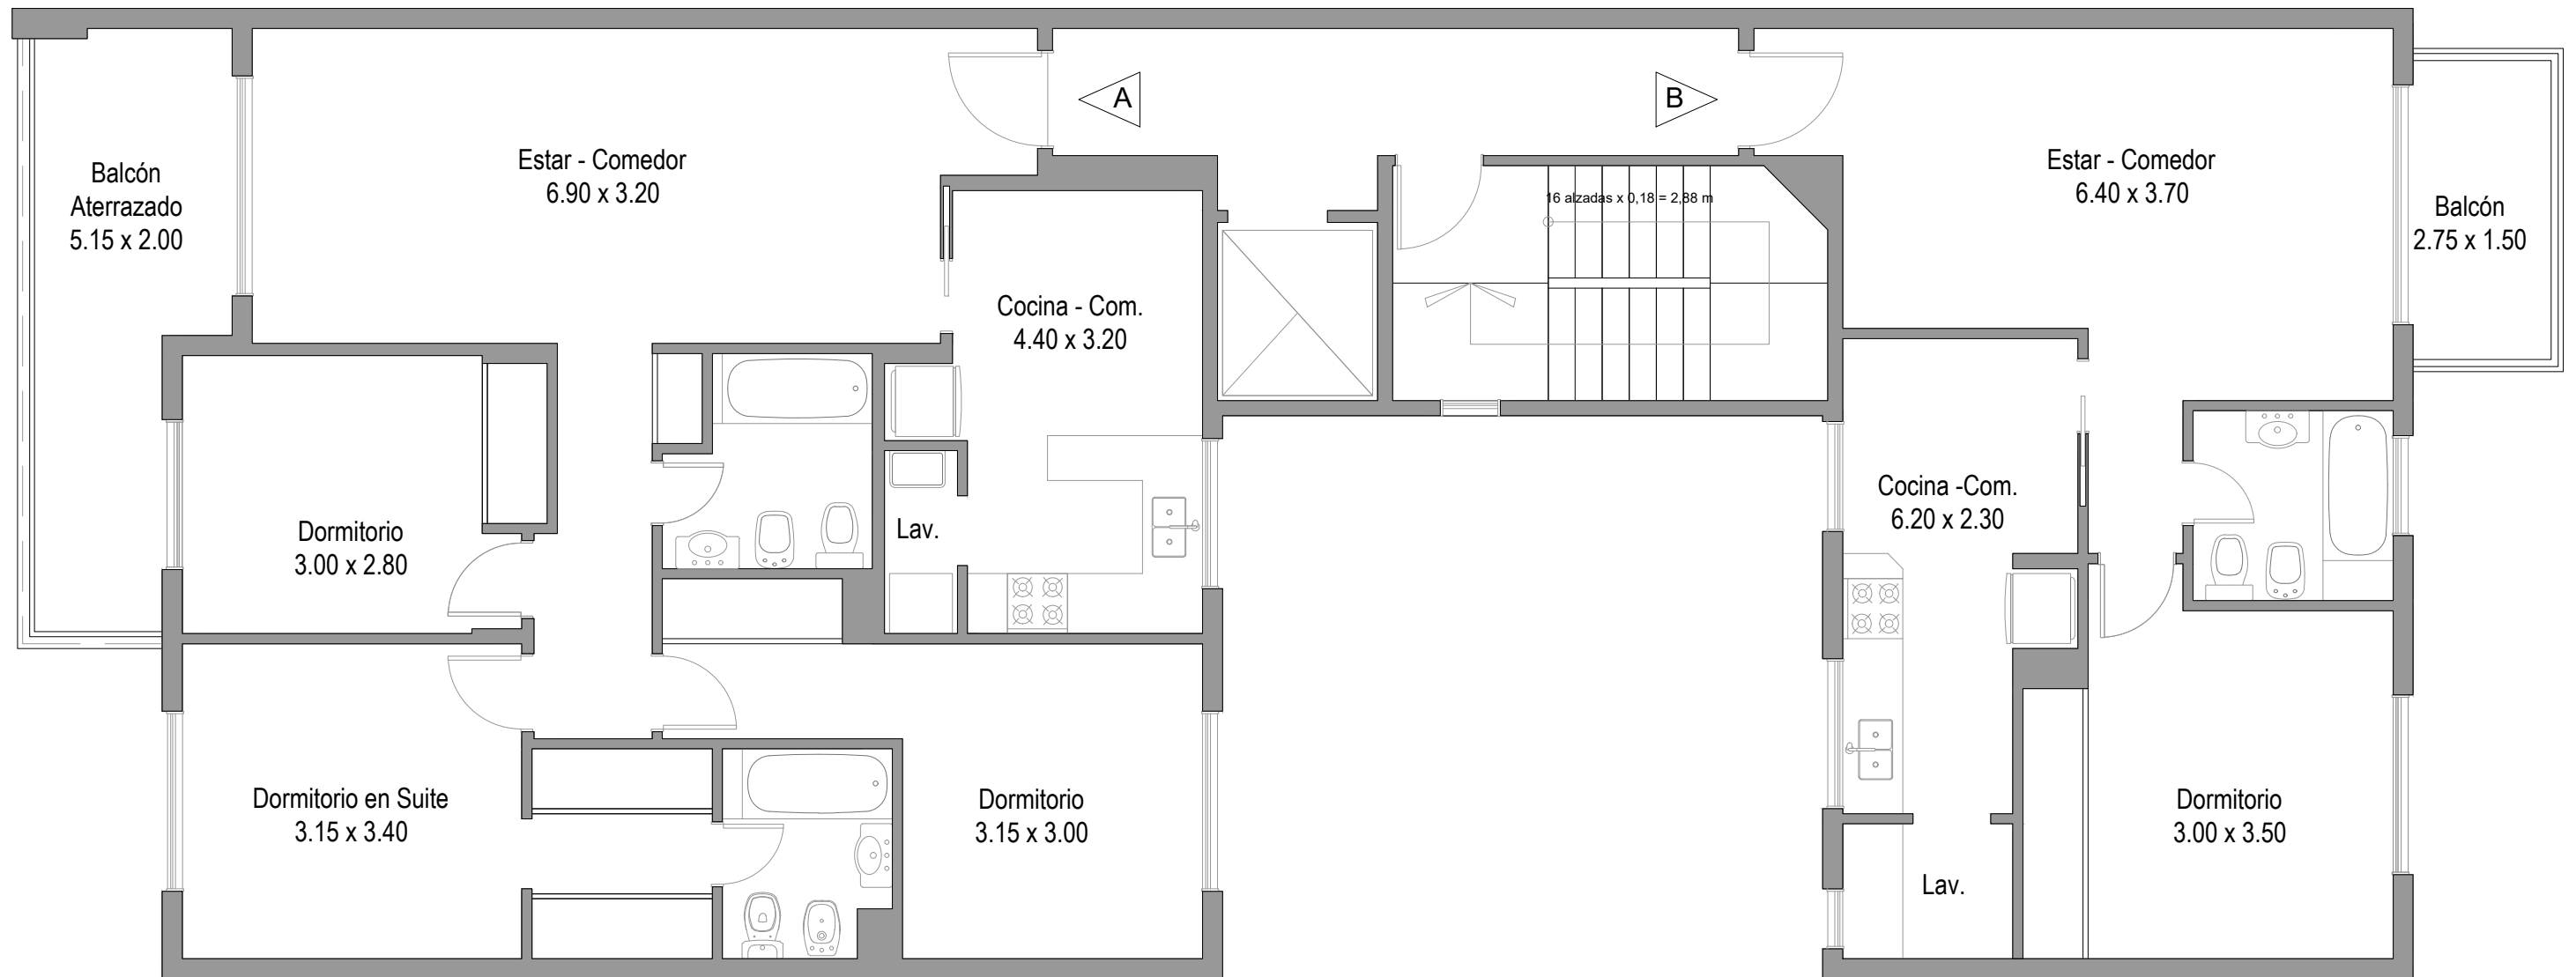 A
B
Estar - Comedor
6.90 x 3.20
Estar - Comedor
6.40 x 3.70
Balcón
Aterrazado
5.15 x 2.00
16 alzadas x 0,18 = 2,88 m
Balcón
2.75 x 1.50
Cocina - Com.
4.40 x 3.20
Cocina -Com.
6.20 x 2.30
Dormitorio
3.00 x 2.80
Lav.
Dormitorio en Suite
3.15 x 3.40
Dormitorio
3.15 x 3.00
Dormitorio
3.00 x 3.50
Lav.